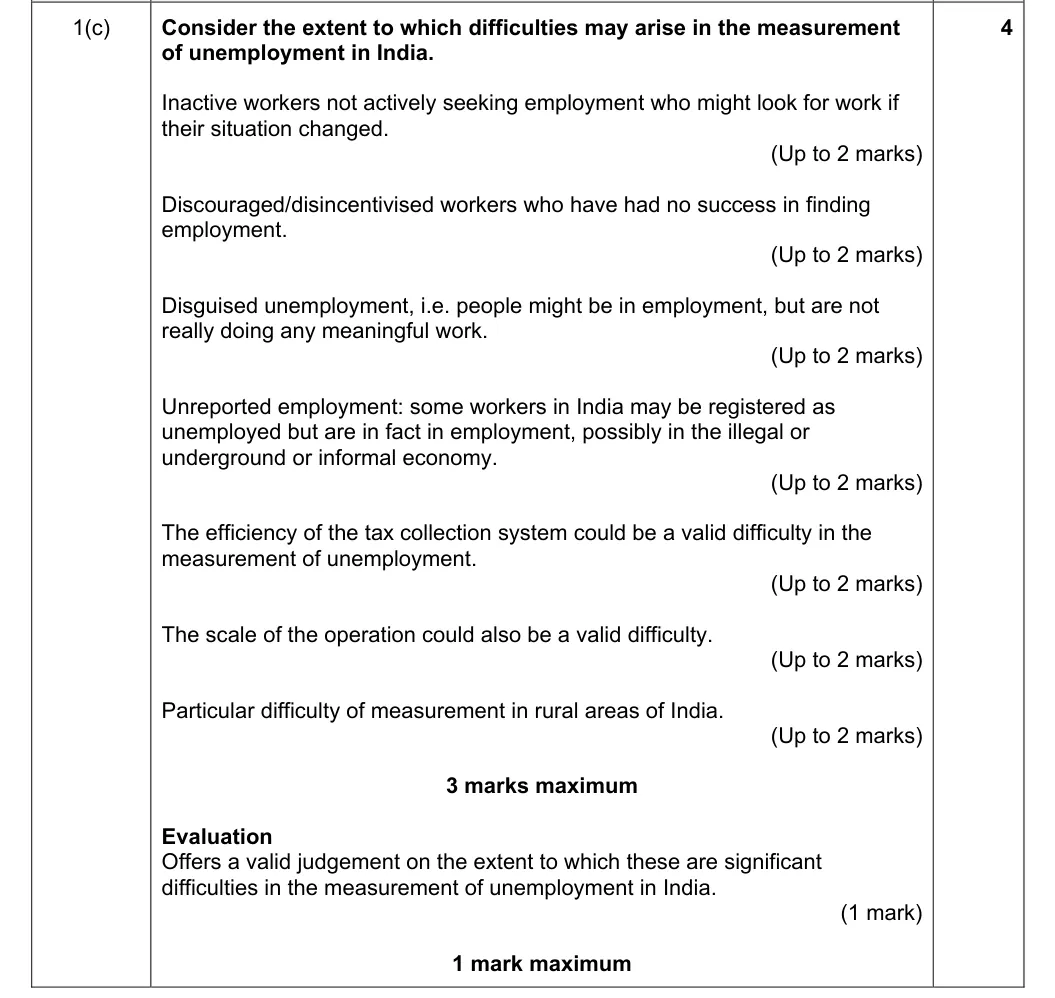 1(c)
Consider the extent to which difficulties may arise in the measurement
4
of unemployment in India.
Inactive workers not actively seeking employment who might look for work if
their situation changed.
(Up to 2 marks)
Discouraged/disincentivised workers who have had no success in finding
employment.
(Up to 2 marks)
Disguised unemployment, i.e. people might be in employment, but are not
really doing any meaningful work.
(Up to 2 marks)
Unreported employment: some workers in India may be registered as
unemployed but are in fact in employment, possibly in the illegal or
underground or informal economy.
(Up to 2 marks)
The efficiency of the tax collection system could be a valid difficulty in the
measurement of unemployment.
(Up to 2 marks)
The scale of the operation could also be a valid difficulty.
(Up to 2 marks)
Particular difficulty of measurement in rural areas of India.
(Up to 2 marks)
3 marks maximum
Evaluation
Offers a valid judgement on the extent to which these are significant
difficulties in the measurement of unemployment in India.
(1 mark)
1 mark maximum